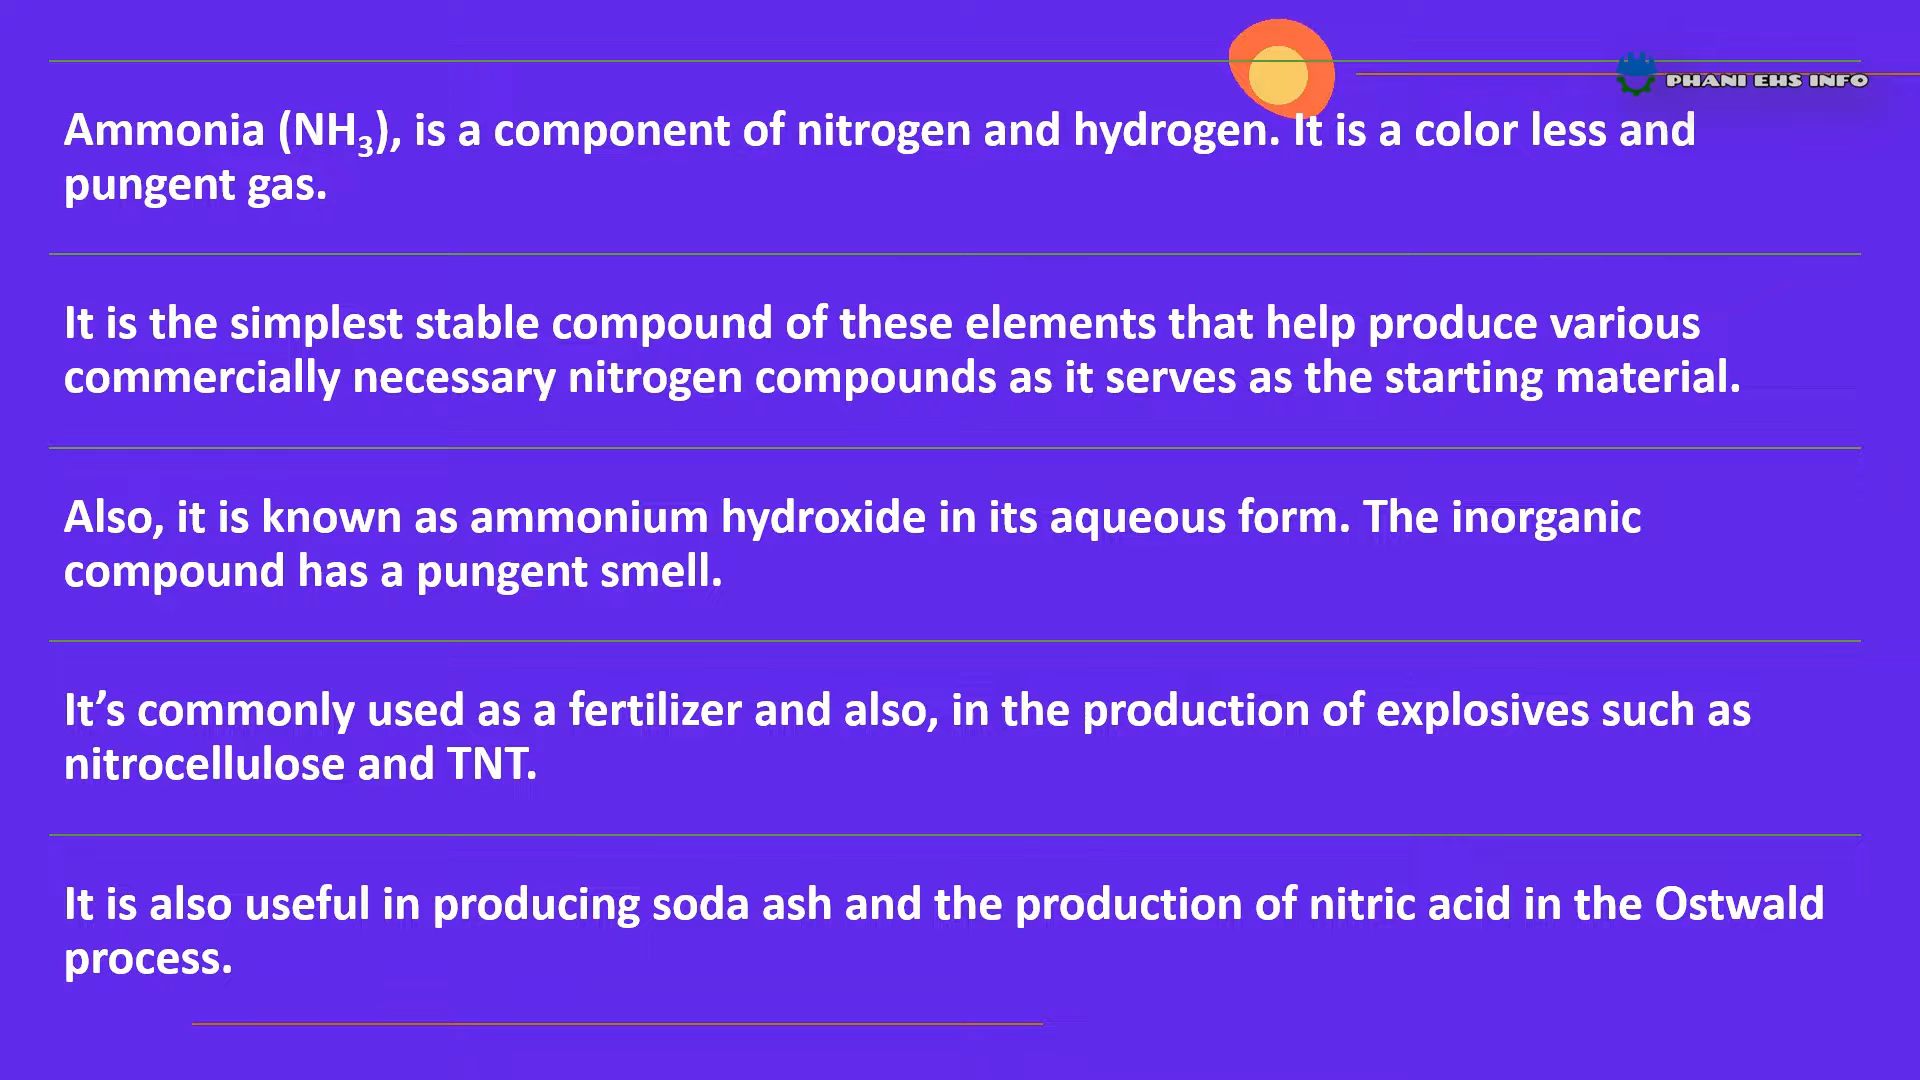 PHANI EHS INFO
Ammonia (NH₃), is a component of nitrogen and hydrogen. It is a color less and
pungent gas.
It is the simplest stable compound of these elements that help produce various
commercially necessary nitrogen compounds as it serves as the starting material.
Also, it is known as ammonium hydroxide in its aqueous form. The inorganic
compound has a pungent smell.
It’s commonly used as a fertilizer and also, in the production of explosives such as
nitrocellulose and TNT.
It is also useful in producing soda ash and the production of nitric acid in the Ostwald
process.